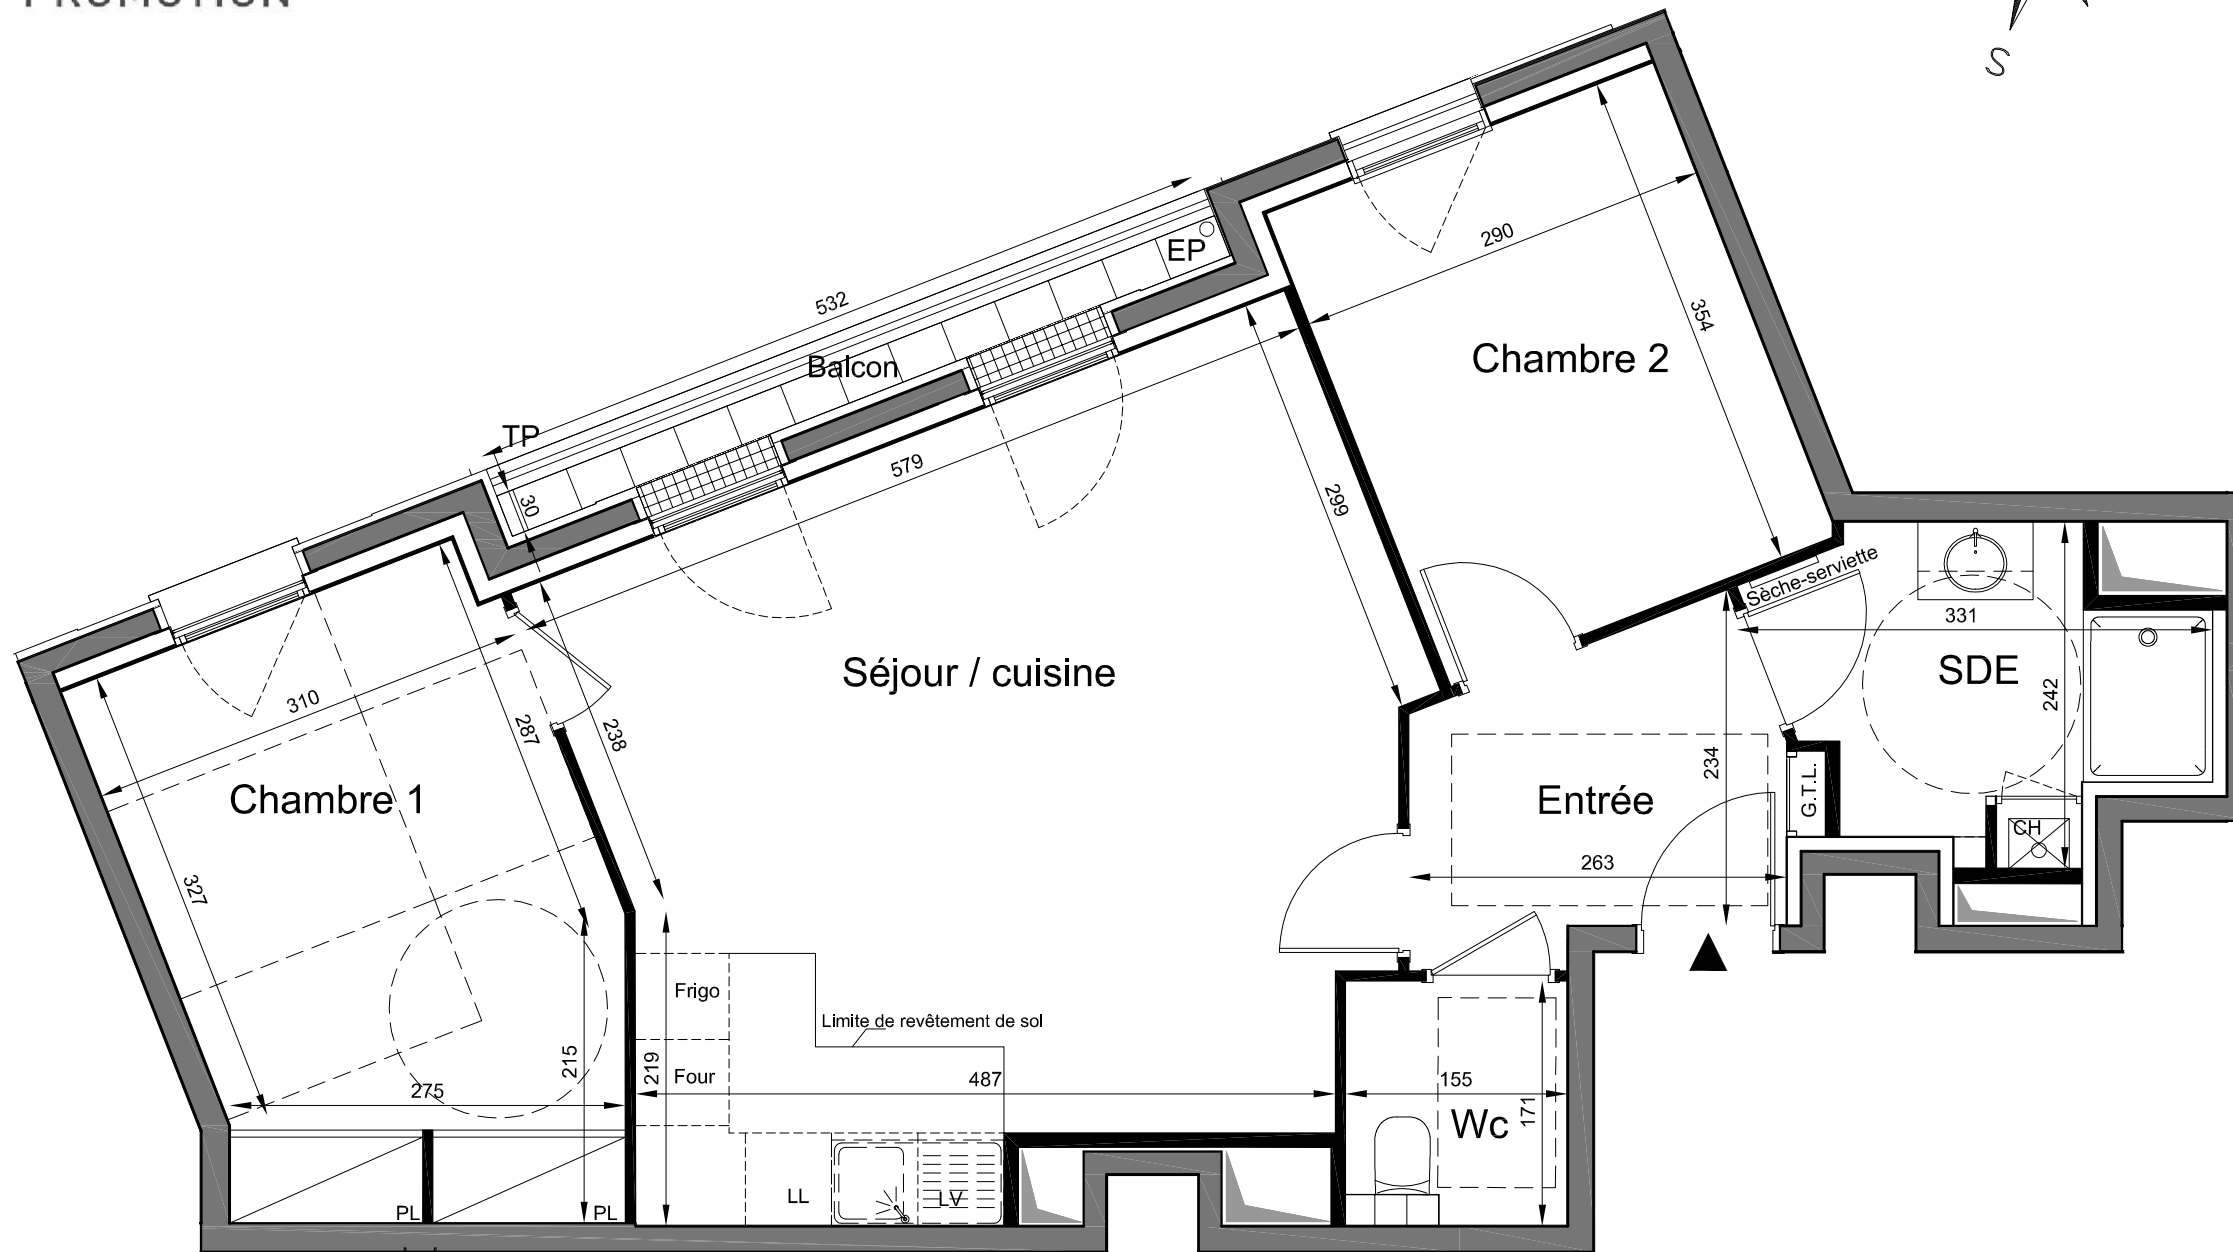 PROMOTION
S
EP
290
532
354
Chambre 2
Balcon
TP
579
30
299
Sèche-serviette
331
SDE
242
Séjour / cuisine
310
287
238
234
Chambre 1
Entrée
G.T.L.
CH
327
263
Frigo
Limite de revêtement de sol
215
219
Four
487
155
275
171
Wc
LL
LV
PL
PL